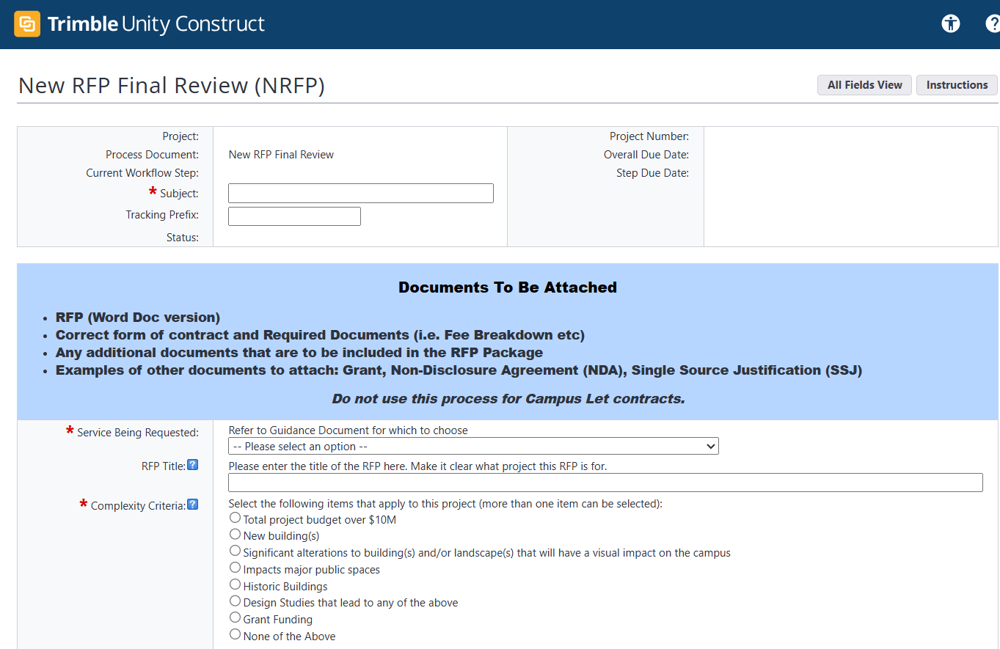 Trimble Unity Construct
?
New RFP Final Review (NRFP)
All Fields View
Instructions
Project:
Project Number:
Process Document:
New RFP Final Review
Overall Due Date:
Current Workflow Step:
Step Due Date:
* Subject:
Tracking Prefix:
Status:
Documents To Be Attached
• RFP (Word Doc version)
• Correct form of contract and Required Documents (i.e. Fee Breakdown etc)
• Any additional documents that are to be included in the RFP Package
• Examples of other documents to attach: Grant, Non-Disclosure Agreement (NDA), Single Source Justification (SSJ)
Do not use this process for Campus Let contracts.
* Service Being Requested:
Refer to Guidance Document for which to choose
-- Please select an option --
RFP Title: ?
Please enter the title of the RFP here. Make it clear what project this RFP is for.
* Complexity Criteria: ?
Select the following items that apply to this project (more than one item can be selected):
Total project budget over $10M
New building(s)
Significant alterations to building(s) and/or landscape(s) that will have a visual impact on the campus
Impacts major public spaces
Historic Buildings
Design Studies that lead to any of the above
Grant Funding
None of the Above